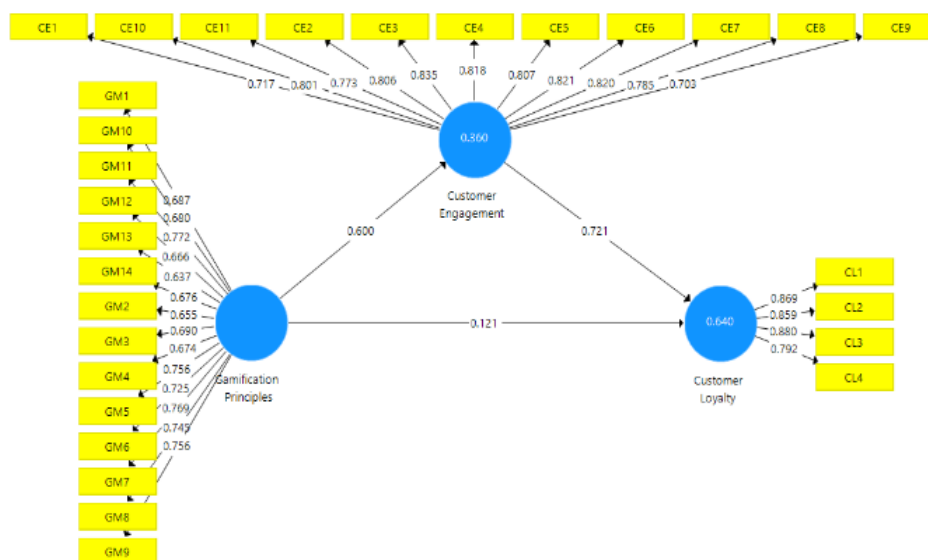 CE1 CE10 CE11 CE2 CE3 CE4 CE5 CE6 CE7 CE8 CE9
0.717 0.801 0.773 0.806 0.835 0.818 0.807 0.821 0.820 0.785 0.703
GM1
GM10
GM11
GM12
GM13
GM14
GM2
GM3
GM4
GM5
GM6
GM7
GM8
GM9
0.687
0.680
0.772
0.666
0.637
0.676
0.655
0.690
0.674
0.756
0.725
0.769
0.745
0.756
0.360
Customer
Engagement
0.600
0.721
0.121
Gamification
Principles
0.640
Customer
Loyalty
0.869
0.859
0.880
0.792
CL1
CL2
CL3
CL4